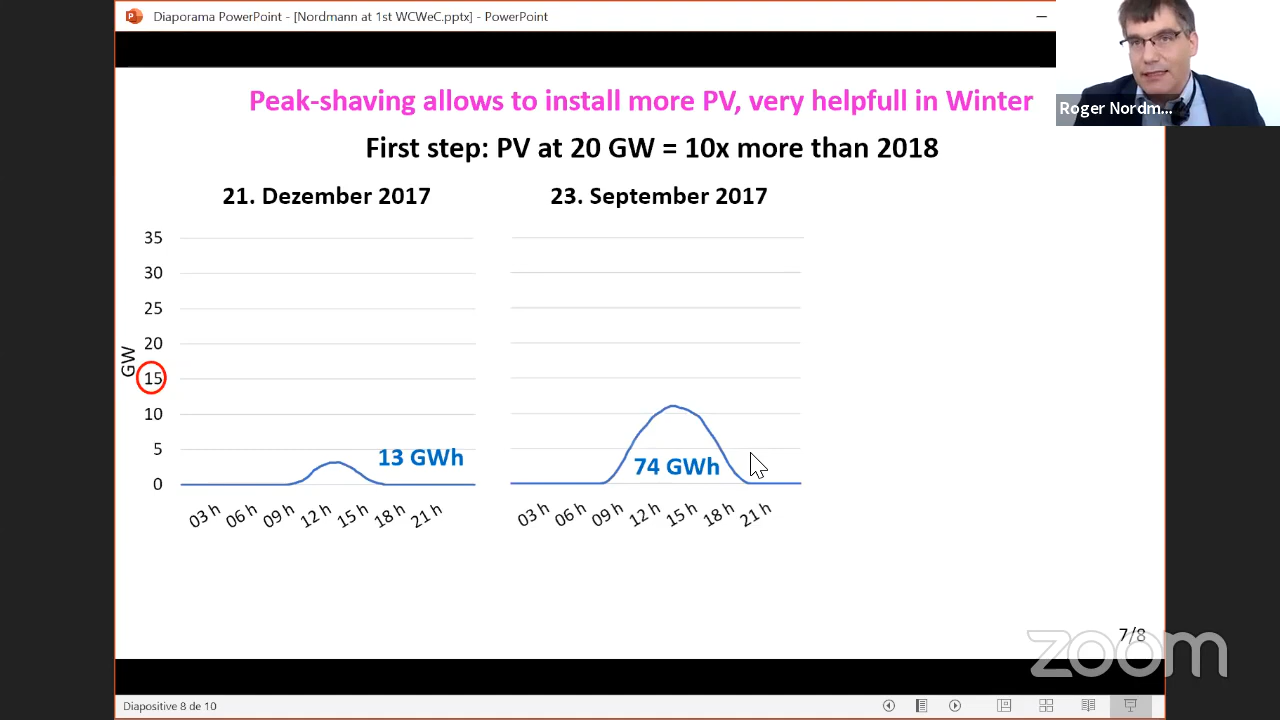 Diaporama PowerPoint - [Nordmann at 1st WCWeC.pptx] - PowerPoint
Roger Nordm...
Peak-shaving allows to install more PV, very helpfull in Winter
First step: PV at 20 GW = 10x more than 2018
21. Dezember 2017
23. September 2017
35
30
25
20
15
10
5
0
GW
13 GWh
74 GWh
03 h 06 h 09 h 12 h 15 h 18 h 21 h
03 h 06 h 09 h 12 h 15 h 18 h 21 h
7/8
zoom
Diapositive 8 de 10